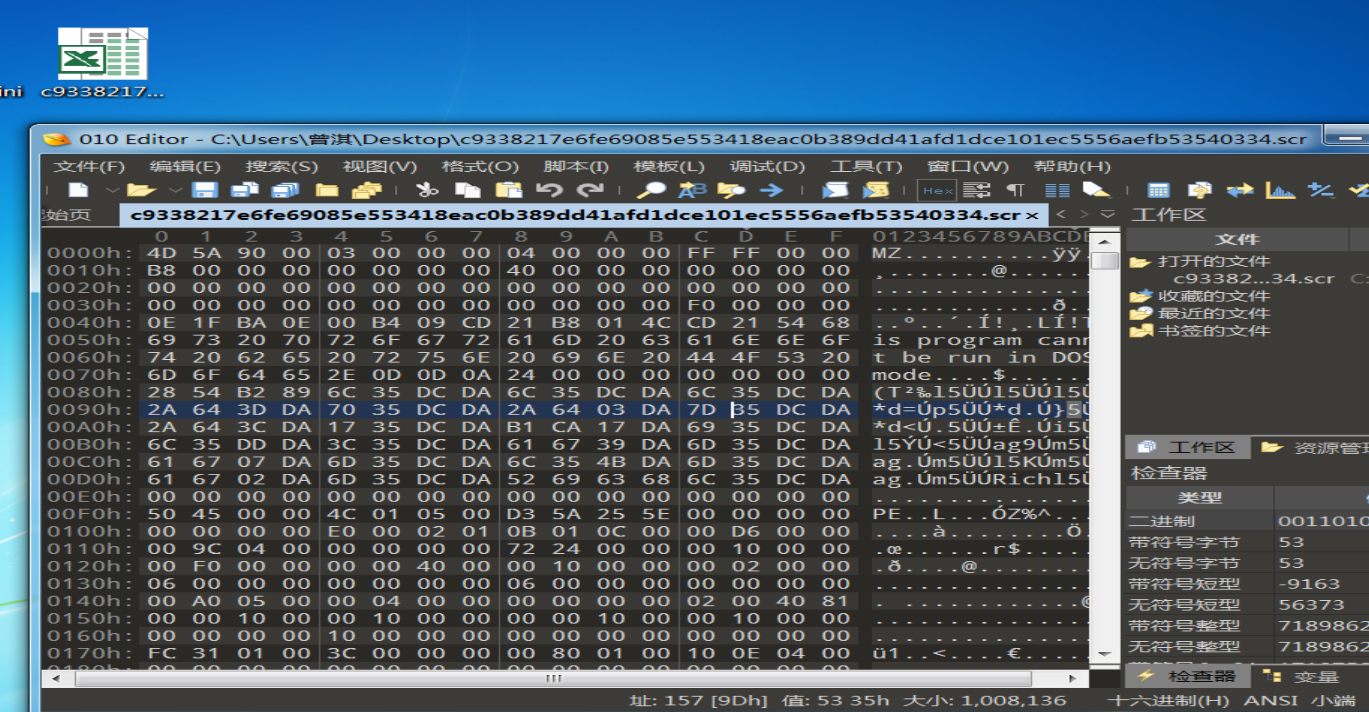 ini c9338217...
010 Editor - C:\Users\曾淇\Desktop\c9338217e6fe69085e553418eac0b389dd41afd1dce101ec5556aefb53540334.scr
文件(F) 编辑(E) 搜索(S) 视图(V) 格式(O) 脚本(I) 模板(L) 调试(D) 工具(T) 窗口(W) 帮助(H)
Hex
始页 c9338217e6fe69085e553418eac0b389dd41afd1dce101ec5556aefb53540334.scr × < > 工作区
0 1 2 3 4 5 6 7 8 9 A B C D E F 0123456789ABCDE
0000h: 4D 5A 90 00 03 00 00 00 04 00 00 00 FF FF 00 00 MZ..........ÿÿ.
0010h: B8 00 00 00 00 00 00 00 40 00 00 00 00 00 00 00 ¸.......@......
0020h: 00 00 00 00 00 00 00 00 00 00 00 00 00 00 00 00 ...............
0030h: 00 00 00 00 00 00 00 00 00 00 00 00 F0 00 00 00 ............ð..
0040h: 0E 1F BA 0E 00 B4 09 CD 21 B8 01 4C CD 21 54 68 ..º..´.Í!¸.LÍ!T
0050h: 69 73 20 70 72 6F 67 72 61 6D 20 63 61 6E 6E 6F is program cann
0060h: 74 20 62 65 20 72 75 6E 20 69 6E 20 44 4F 53 20 t be run in DOS
0070h: 6D 6F 64 65 2E 0D 0D 0A 24 00 00 00 00 00 00 00 mode....$......
0080h: 28 54 B2 89 6C 35 DC DA 6C 35 DC DA 6C 35 DC DA (T²‰l5ÜÚl5ÜÚl5Ü
0090h: 2A 64 3D DA 70 35 DC DA 2A 64 03 DA 7D 35 DC DA *d=Úp5ÜÚ*d.Ú}5Ü
00A0h: 2A 64 3C DA 17 35 DC DA B1 CA 17 DA 69 35 DC DA *d<Ú.5ÜÚ±Ê.Úi5Ü
00B0h: 6C 35 DD DA 3C 35 DC DA 61 67 39 DA 6D 35 DC DA l5ÝÚ<5ÜÚag9Úm5Ü
00C0h: 61 67 07 DA 6D 35 DC DA 6C 35 4B DA 6D 35 DC DA ag.Úm5ÜÚl5KÚm5Ü
00D0h: 61 67 02 DA 6D 35 DC DA 52 69 63 68 6C 35 DC DA ag.Úm5ÜÚRichl5Ü
00E0h: 00 00 00 00 00 00 00 00 00 00 00 00 00 00 00 00 ...............
00F0h: 50 45 00 00 4C 01 05 00 D3 5A 25 5E 00 00 00 00 PE..L...ÓZ%^...
0100h: 00 00 00 00 E0 00 02 01 0B 01 0C 00 00 D6 00 00 ....à........Ö.
0110h: 00 9C 04 00 00 00 00 00 72 24 00 00 00 10 00 00 .œ......r$.....
0120h: 00 F0 00 00 00 00 40 00 00 10 00 00 00 02 00 00 .ð....@........
0130h: 06 00 00 00 00 00 00 00 06 00 00 00 00 00 00 00 ...............
0140h: 00 A0 05 00 00 04 00 00 00 00 00 00 02 00 40 81 . ............@
0150h: 00 00 10 00 00 10 00 00 00 00 10 00 00 10 00 00 ...............
0160h: 00 00 00 00 10 00 00 00 00 00 00 00 00 00 00 00 ...............
0170h: FC 31 01 00 3C 00 00 00 00 80 01 00 10 0E 04 00 ü1..<....€.....
文件
打开的文件
c93382...34.scr C:
收藏的文件
最近的文件
书签的文件
工作区 资源管理
检查器
类型
二进制 0011010
带符号字节 53
无符号字节 53
带符号短型 -9163
无符号短型 56373
带符号整型 7189862
无符号整型 7189862
检查器 变量
址: 157 [9Dh] 值: 53 35h 大小: 1,008,136 十六进制(H) ANSI 小端